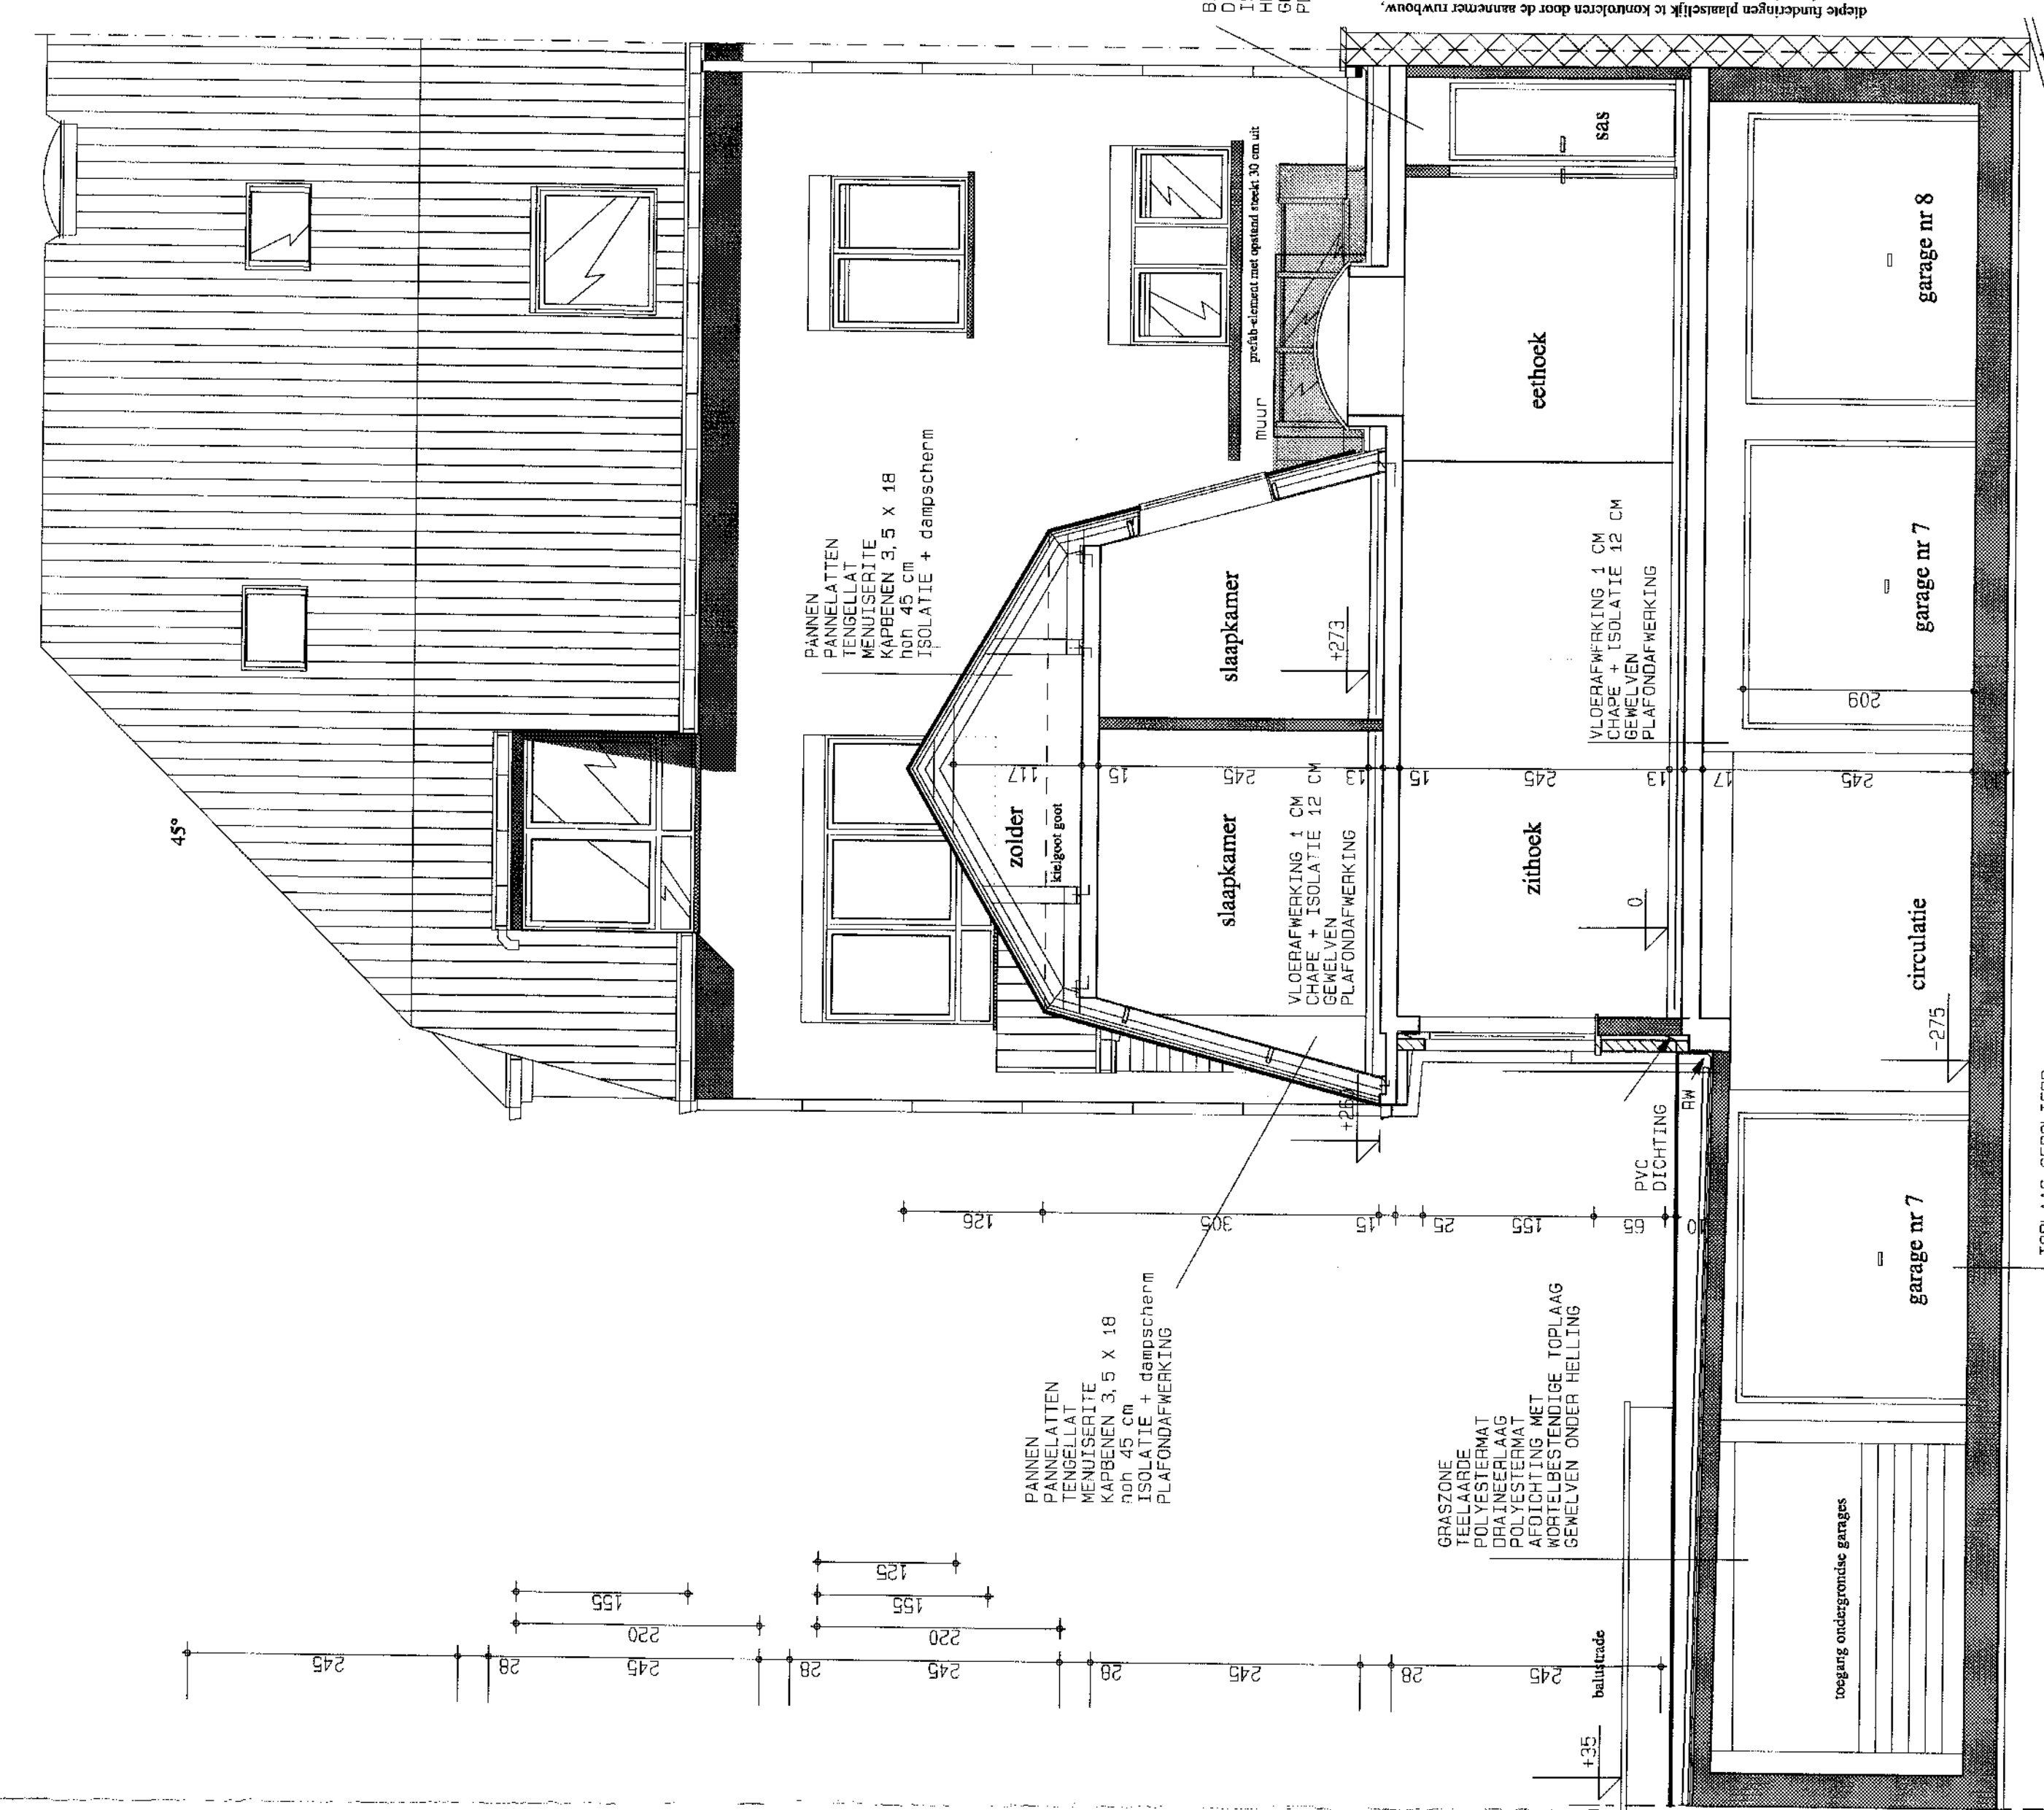 diepte funderingen plaatselijk te kontroleren door de aannemer ruwbouw,
45°
PANNEN
PANNELATTEN
TENGELLAT
MENUISERITE
KAPBENEN 3,5 X 18
hoh 45 cm
ISOLATIE + dampscherm
prefab-element met opstand steekt 30 cm uit
muur
zolder
kielgoot goot
117
15
245
13
15
245
13
17
245
slaapkamer
+273
slaapkamer
VLOERAFWERKING 1 CM
CHAPE + ISOLATIE 12 CM
GEWELVEN
PLAFONDAFWERKING
sas
eethoek
zithoek
0
VLOERAFWERKING 1 CM
CHAPE + ISOLATIE 12 CM
GEWELVEN
PLAFONDAFWERKING
garage nr 8
garage nr 7
209
circulatie
-275
garage nr 7
PVC
DICHTING
RW
126
305
15
25
155
65
10
PANNEN
PANNELATTEN
TENGELLAT
MENUISERITE
KAPBENEN 3,5 X 18
hoh 45 cm
ISOLATIE + dampscherm
PLAFONDAFWERKING
GRASZONE
TEELAARDE
POLYESTERMAT
DRAINEERLAAG
POLYESTERMAT
AFDICHTING MET
WORTELBESTENDIGE TOPLAAG
GEWELVEN ONDER HELLING
toegang ondergrondse garages
balustrade
+35
125
155
155
220
220
245
28
245
28
245
28
245
28
245